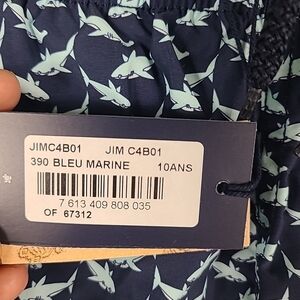 JIMC4B01 JIM C4B01
390 BLEU MARINE 10ANS
7 613 409 808 035
OF 67312